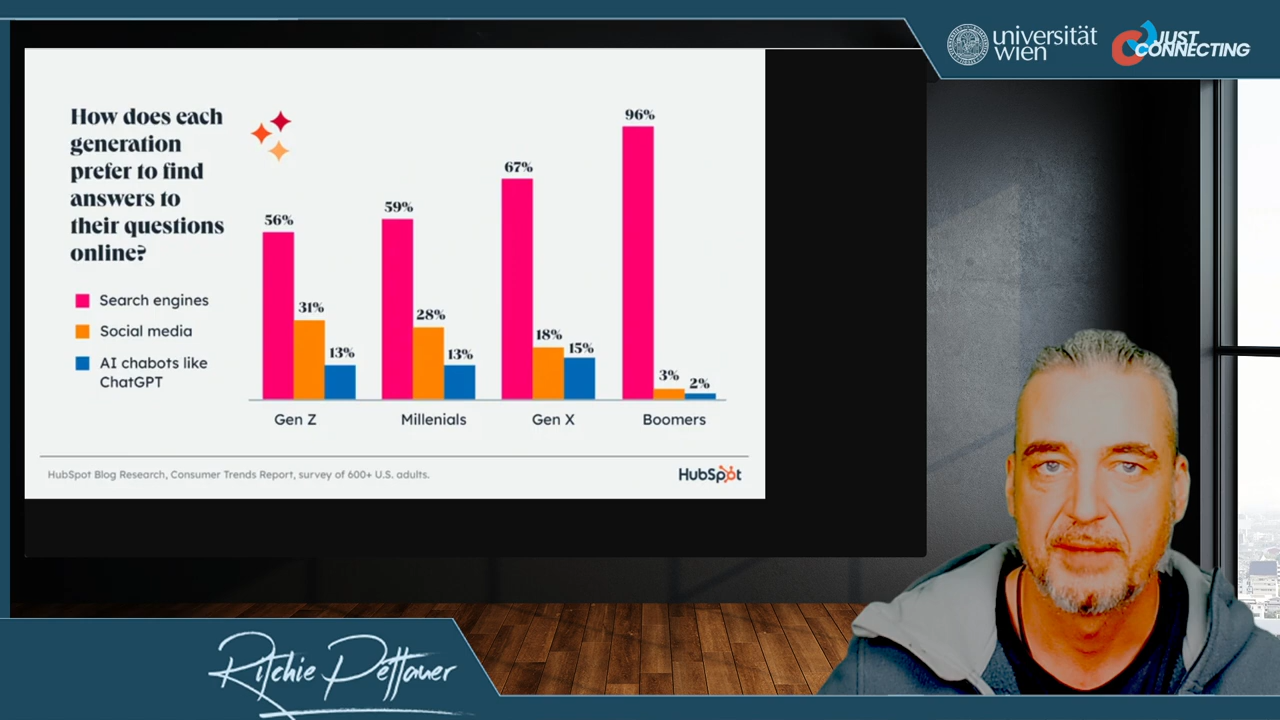 universität
wien
JUST
CONNECTING
How does each
generation
prefer to find
answers to
their questions
online?
Search engines
Social media
AI chabots like
ChatGPT
56%
31%
13%
59%
28%
13%
67%
18%
15%
96%
3%
2%
Gen Z
Millenials
Gen X
Boomers
HubSpot Blog Research, Consumer Trends Report, survey of 600+ U.S. adults.
HubSpot
Ritchie Pettauer